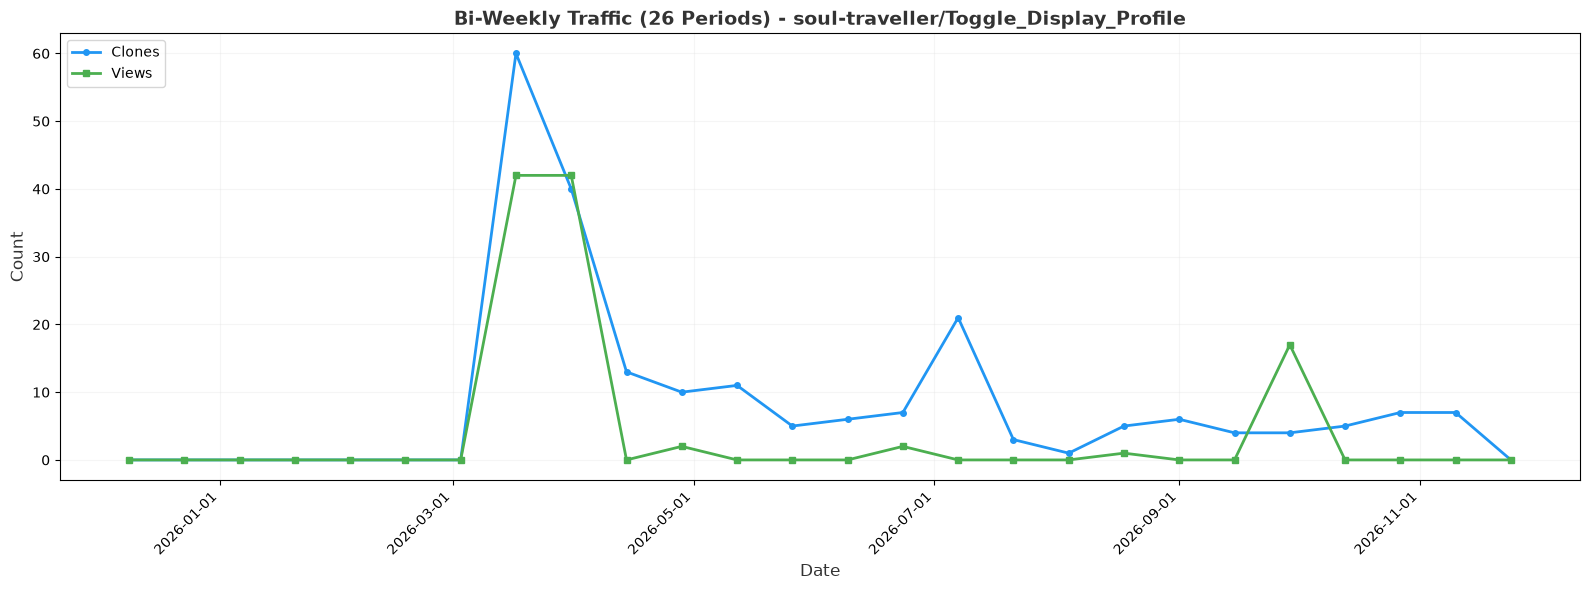 Bi-Weekly Traffic (26 Periods) - soul-traveller/Toggle_Display_Profile
Clones
Views
60
50
40
30
20
10
0
Count
2026-01-01
2026-03-01
2026-05-01
2026-07-01
2026-09-01
2026-11-01
Date